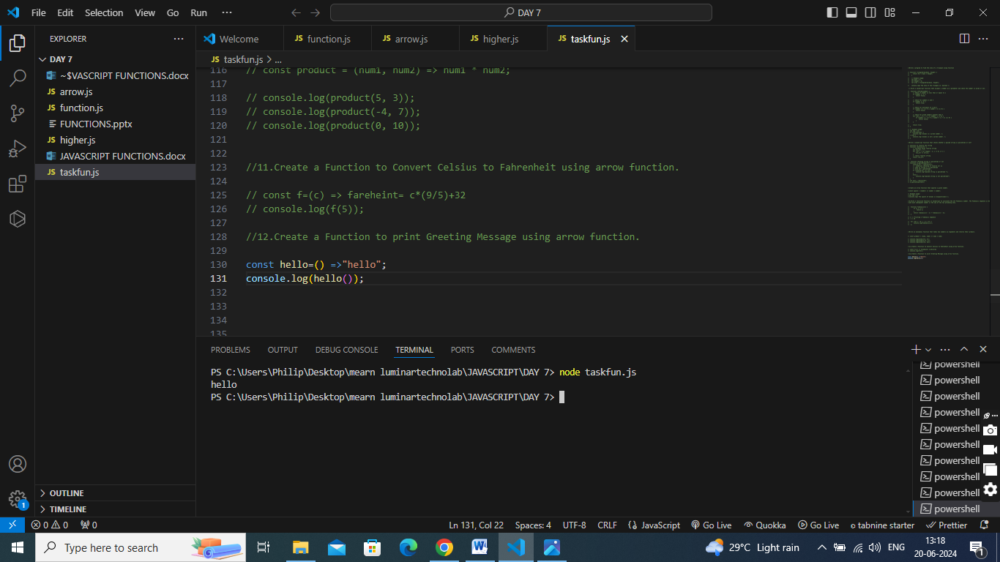 File Edit Selection View Go Run ··· DAY 7
EXPLORER ···
DAY 7
~$VASCRIPT FUNCTIONS.docx
JS arrow.js
JS function.js
FUNCTIONS.pptx
JS higher.js
JAVASCRIPT FUNCTIONS.docx
JS taskfun.js
OUTLINE
TIMELINE
Welcome JS function.js JS arrow.js JS higher.js JS taskfun.js
JS taskfun.js > ...
116 // const product = (num1, num2) => num1 * num2;
117
118 // console.log(product(5, 3));
119 // console.log(product(-4, 7));
120 // console.log(product(0, 10));
121
122
123 //11.Create a Function to Convert Celsius to Fahrenheit using arrow function.
124
125 // const f=(c) => fareheint= c*(9/5)+32
126 // console.log(f(5));
127
128 //12.Create a Function to print Greeting Message using arrow function.
129
130 const hello=() =>"hello";
131 console.log(hello());
132
133
134
135
PROBLEMS OUTPUT DEBUG CONSOLE TERMINAL PORTS COMMENTS
PS C:\Users\Philip\Desktop\mearn luminartechnolab\JAVASCRIPT\DAY 7> node taskfun.js
hello
PS C:\Users\Philip\Desktop\mearn luminartechnolab\JAVASCRIPT\DAY 7>
powershell
powershell
powershell
powershell
powershell
powershell
powershell
powershell
powershell
powershell
1
0 0 0 Ln 131, Col 22 Spaces: 4 UTF-8 CRLF {} JavaScript Go Live Quokka Go Live tabnine starter Prettier
Type here to search 29°C Light rain ENG 13:18
20-06-2024
1